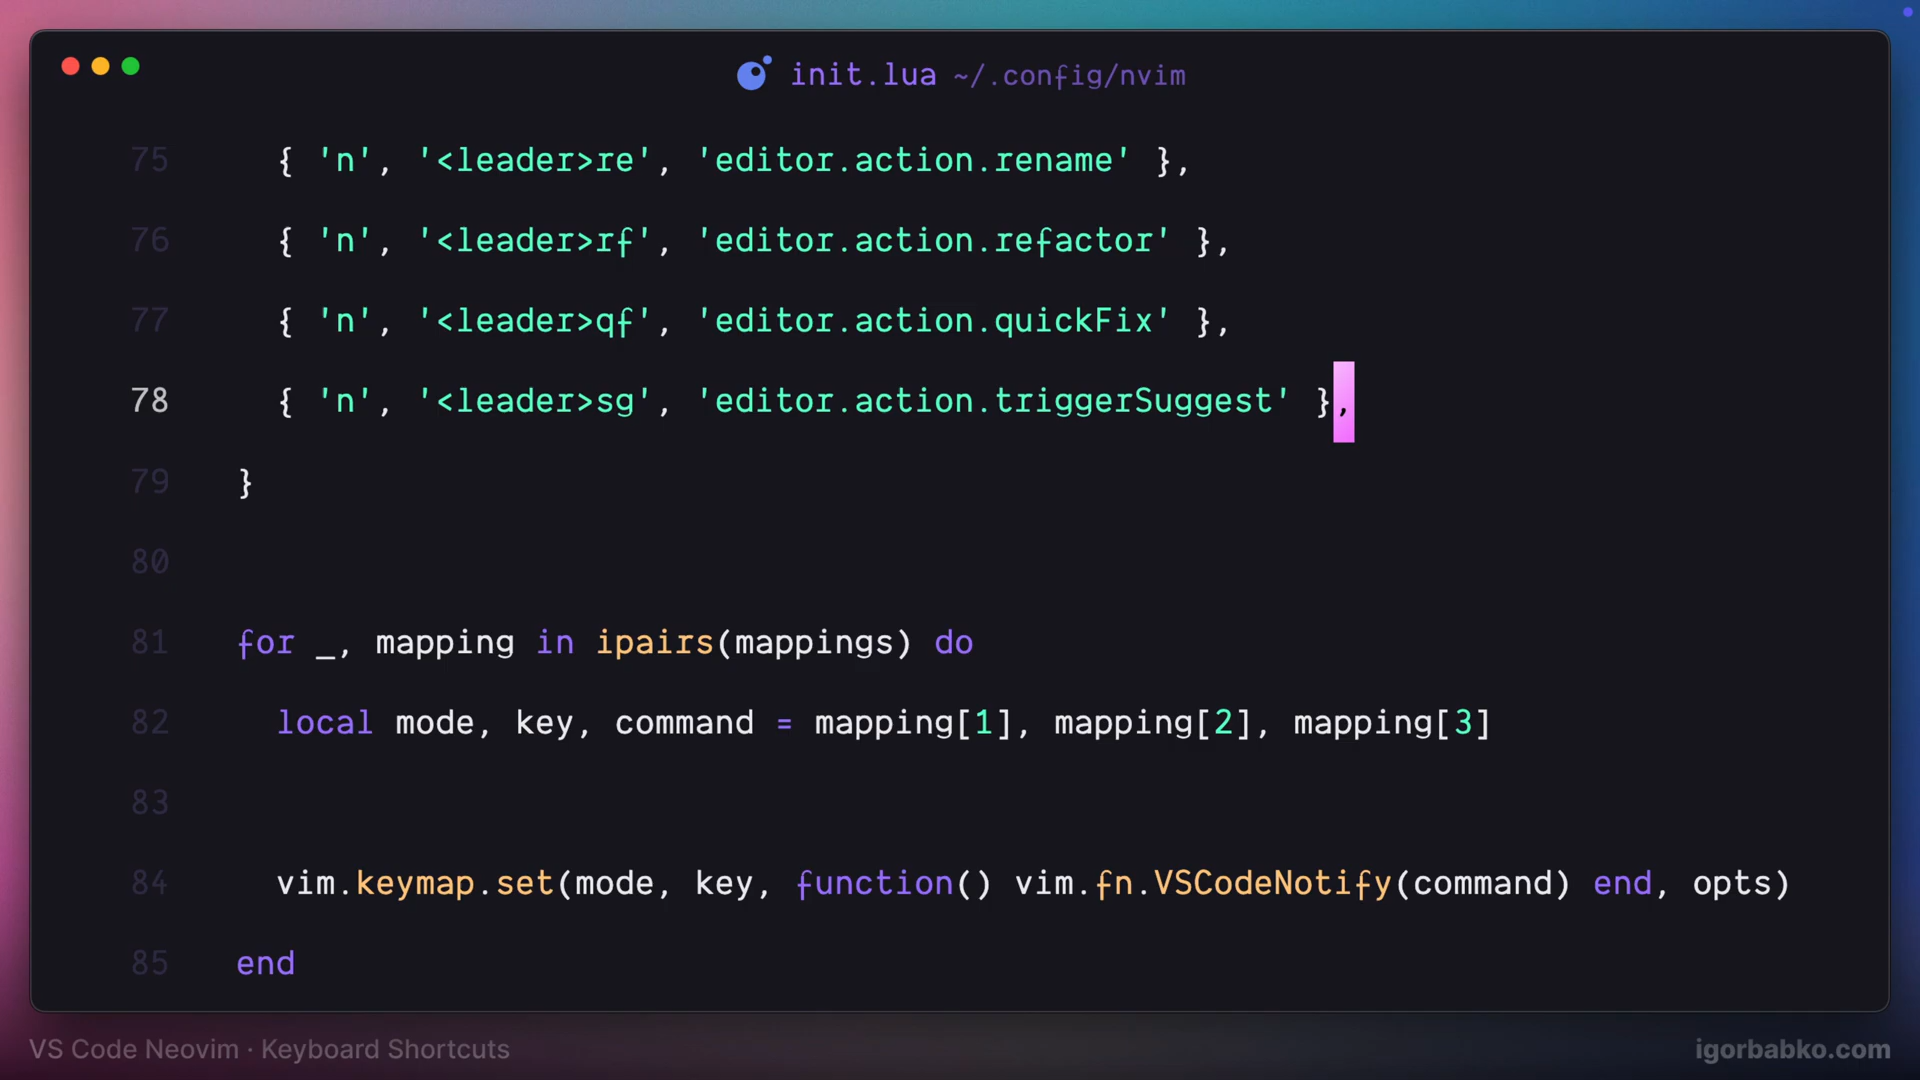 init.lua ~/.config/nvim
75 { 'n', '<leader>re', 'editor.action.rename' },
76 { 'n', '<leader>rf', 'editor.action.refactor' },
77 { 'n', '<leader>qf', 'editor.action.quickFix' },
78 { 'n', '<leader>sg', 'editor.action.triggerSuggest' },
79 }
80
81 for _, mapping in ipairs(mappings) do
82 local mode, key, command = mapping[1], mapping[2], mapping[3]
83
84 vim.keymap.set(mode, key, function() vim.fn.VSCodeNotify(command) end, opts)
85 end
VS Code Neovim · Keyboard Shortcuts
igorbabko.com